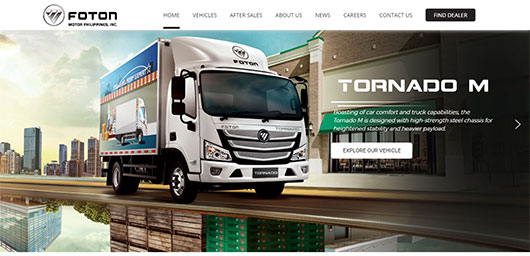 FOTON
MOTOR PHILIPPINES, INC.
HOME VEHICLES AFTER SALES ABOUT US NEWS CAREERS CONTACT US FIND DEALER
FOTON
FOTON
TORNADO
TORNADO M
Boasting of car comfort and truck capabilities, the
Tornado M is designed with high-strength steel chassis for
heightened stability and heavier payload.
EXPLORE OUR VEHICLE